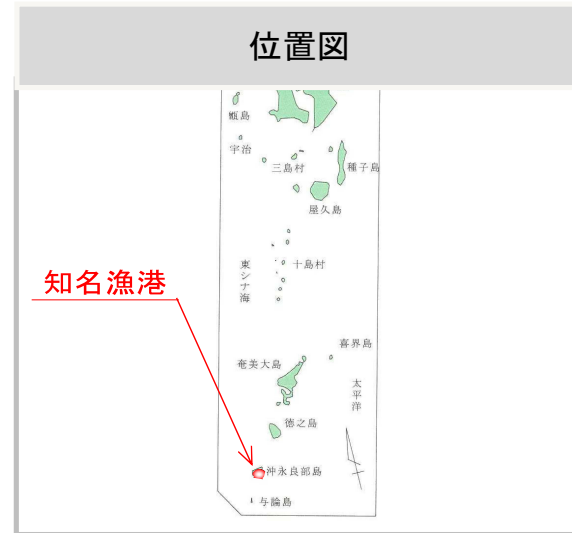 位置図
甑島
宇治
三島村
種子島
屋久島
東シナ海
十島村
知名漁港
喜界島
奄美大島
太平洋
徳之島
沖永良部島
与論島